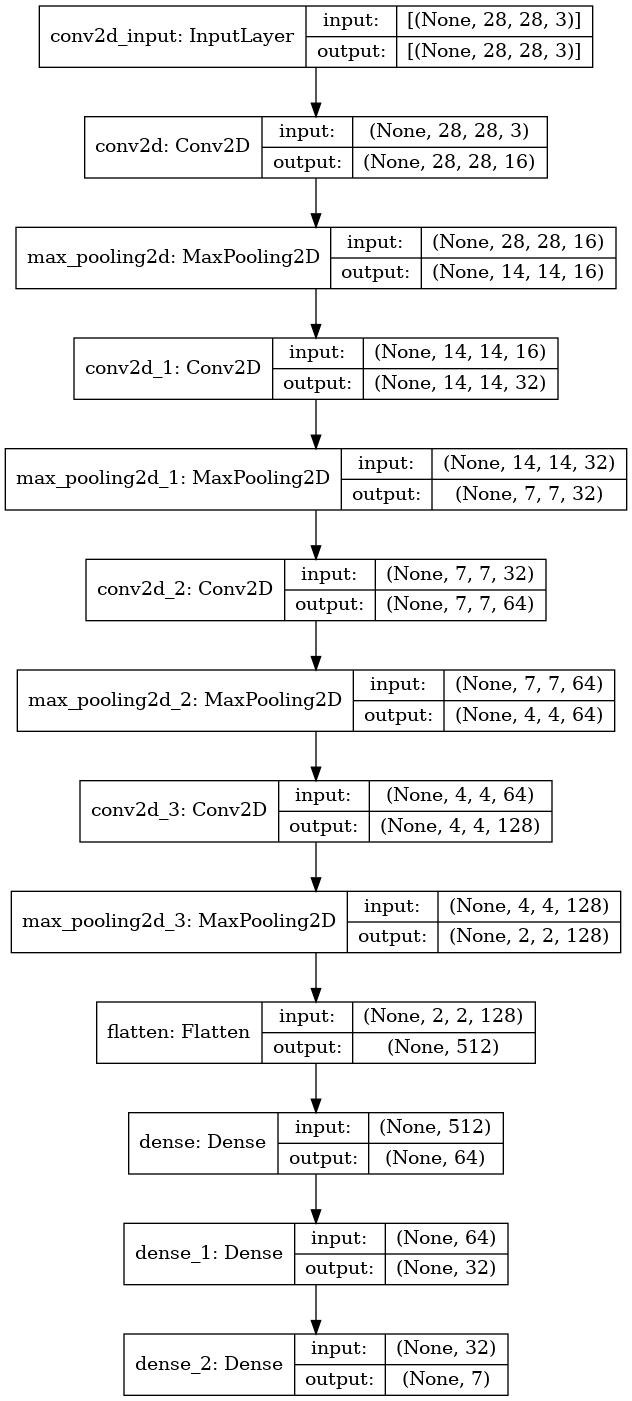 conv2d_input: InputLayer input: [(None, 28, 28, 3)]
output: [(None, 28, 28, 3)]
conv2d: Conv2D input: (None, 28, 28, 3)
output: (None, 28, 28, 16)
max_pooling2d: MaxPooling2D input: (None, 28, 28, 16)
output: (None, 14, 14, 16)
conv2d_1: Conv2D input: (None, 14, 14, 16)
output: (None, 14, 14, 32)
max_pooling2d_1: MaxPooling2D input: (None, 14, 14, 32)
output: (None, 7, 7, 32)
conv2d_2: Conv2D input: (None, 7, 7, 32)
output: (None, 7, 7, 64)
max_pooling2d_2: MaxPooling2D input: (None, 7, 7, 64)
output: (None, 4, 4, 64)
conv2d_3: Conv2D input: (None, 4, 4, 64)
output: (None, 4, 4, 128)
max_pooling2d_3: MaxPooling2D input: (None, 4, 4, 128)
output: (None, 2, 2, 128)
flatten: Flatten input: (None, 2, 2, 128)
output: (None, 512)
dense: Dense input: (None, 512)
output: (None, 64)
dense_1: Dense input: (None, 64)
output: (None, 32)
dense_2: Dense input: (None, 32)
output: (None, 7)